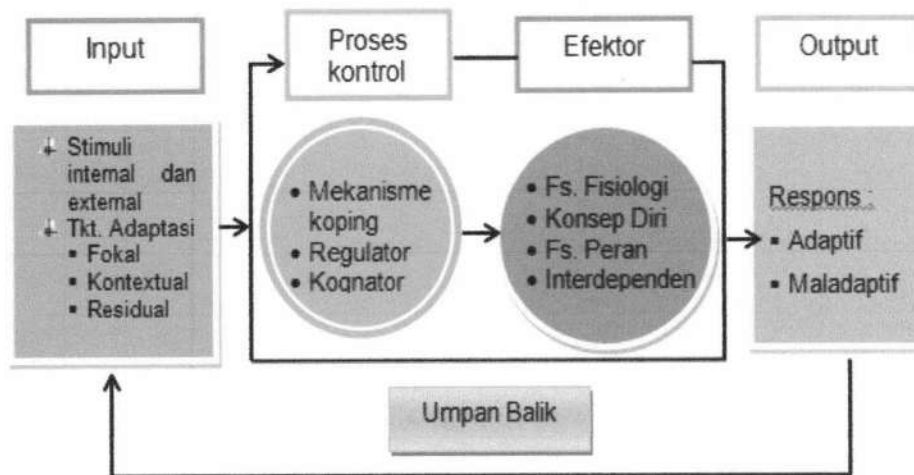 Input
Proses
kontrol
Efektor
Output
Stimuli
internal dan
external
Tkt. Adaptasi
▪ Fokal
▪ Kontextual
▪ Residual
• Mekanisme
koping
• Regulator
• Kognator
• Fs. Fisiologi
• Konsep Diri
• Fs. Peran
• Interdependen
Respons :
▪ Adaptif
▪ Maladaptif
Umpan Balik